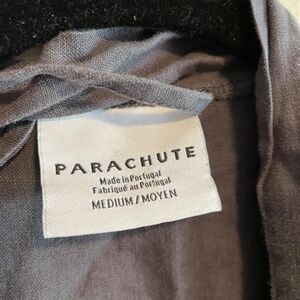 PARACHUTE
Made in Portugal
Fabriqué au Portugal
MEDIUM / MOYEN